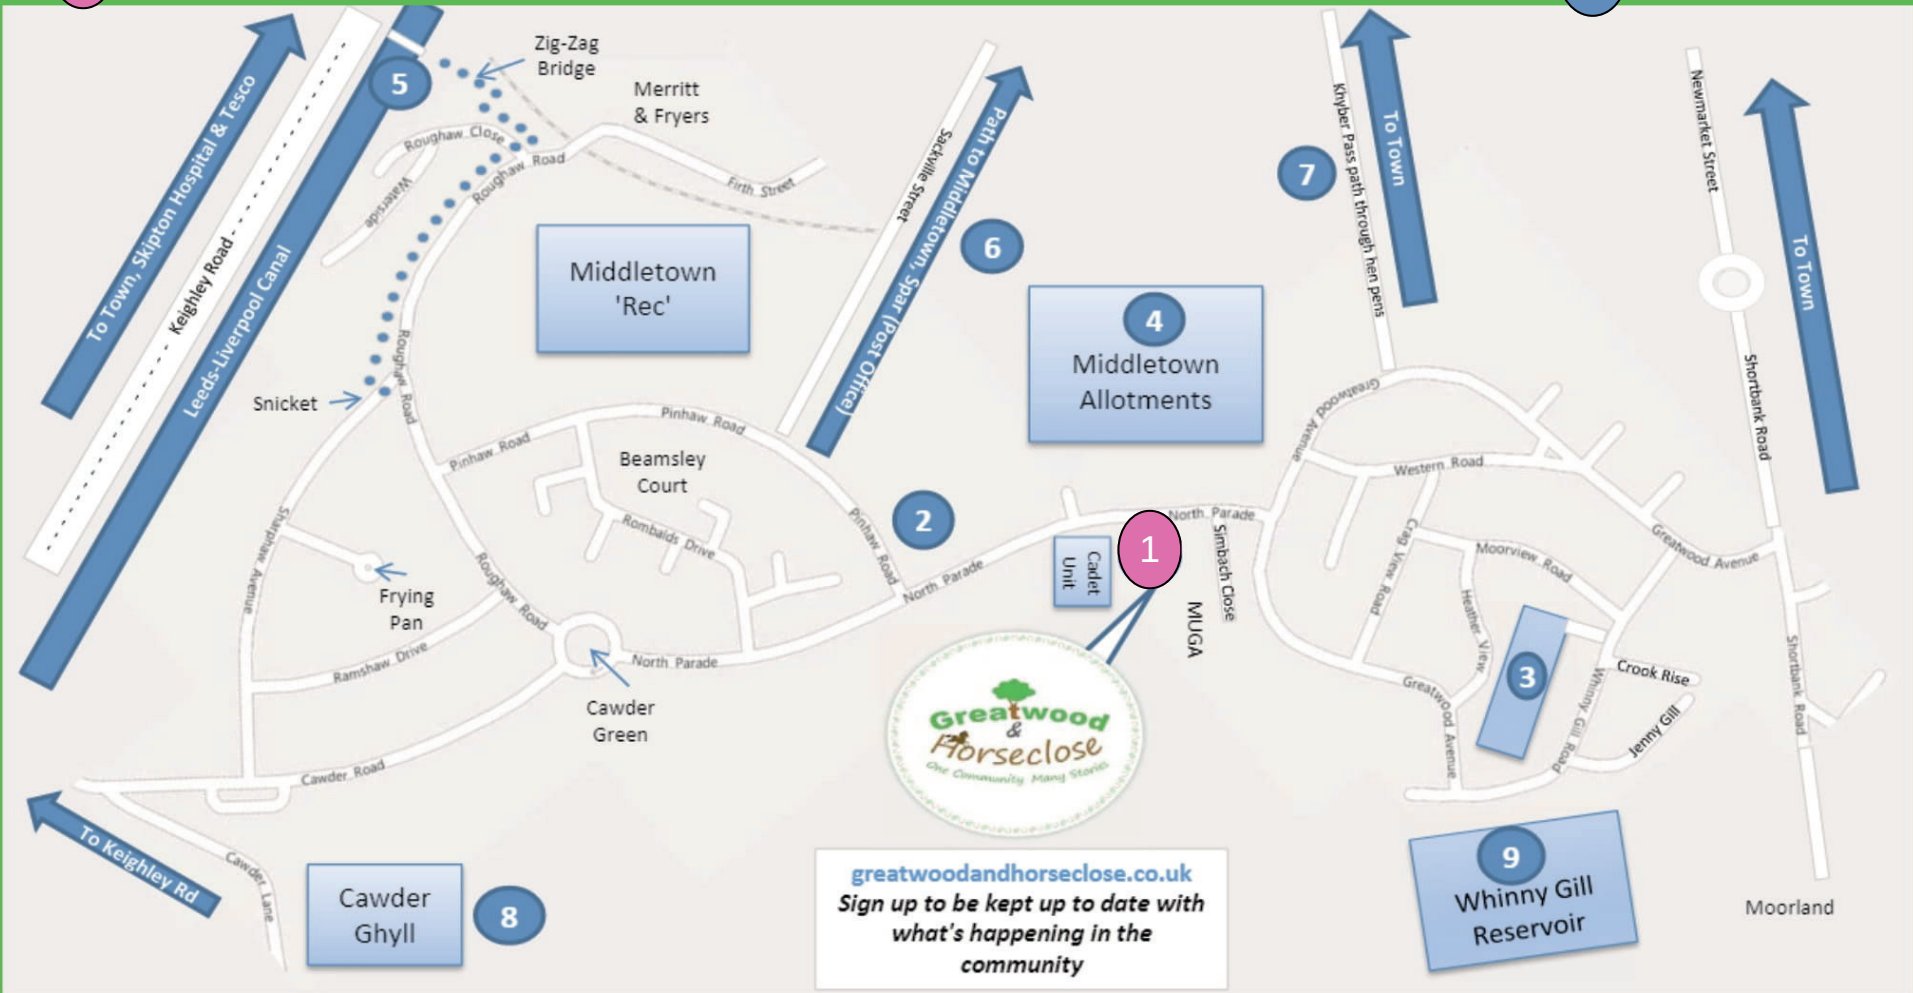 Zig-Zag
Bridge
5
Merritt
& Fryers
To Town, Skipton Hospital & Tesco
Keighley Road
Leeds-Liverpool Canal
Roughaw Close
Waterside
Roughaw Road
Firth Street
Sackville Street
Path to Middletown, Spar (Post Office)
6
7
Khyber Pass path through hen pens
To Town
Newmarket Street
To Town
Middletown
'Rec'
4
Middletown
Allotments
Snicket
Roughaw Road
Pinhaw Road
Pinhaw Road
Beamsley
Court
Rombalds Drive
Pinhaw Road
2
Greatwood Avenue
Western Road
Shortbank Road
Sharphaw Avenue
Frying
Pan
Roughaw Road
Ramshaw Drive
North Parade
Cawder
Green
North Parade
Cadet
Unit
1
North Parade
Simbach Close
MUGA
Crag View Road
Moorview Road
Heather View
Greatwood Avenue
3
Crook Rise
Whinny Gill Road
Jenny Gill
Greatwood Avenue
Shortbank Road
Cawder Road
To Keighley Rd
Cawder Lane
Cawder
Ghyll
8
Greatwood
&
Horseclose
One Community Many Stories
greatwoodandhorseclose.co.uk
Sign up to be kept up to date with
what's happening in the
community
9
Whinny Gill
Reservoir
Moorland